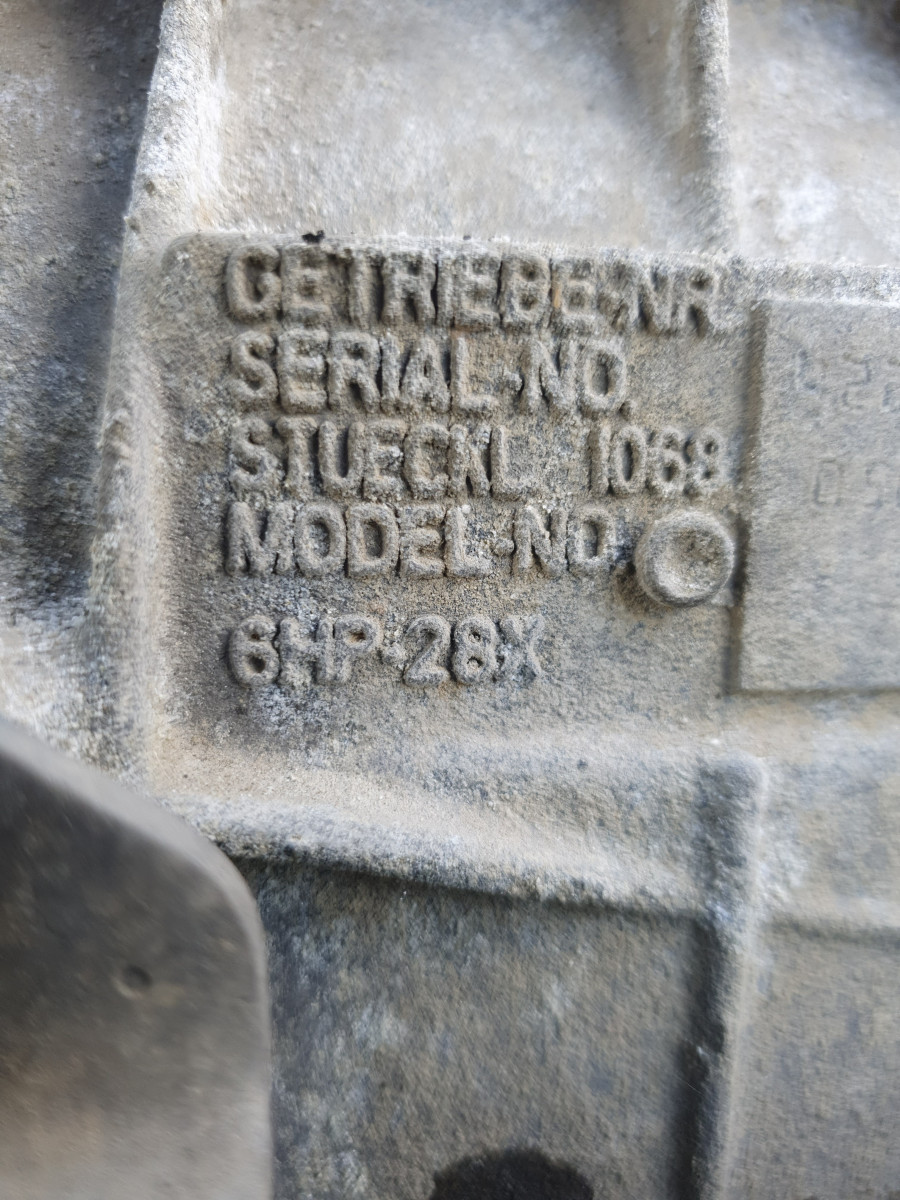 GETRIEBE-NR.
SERIAL-NO.
STUECKL 1068
MODEL-NO.
6HP-28X